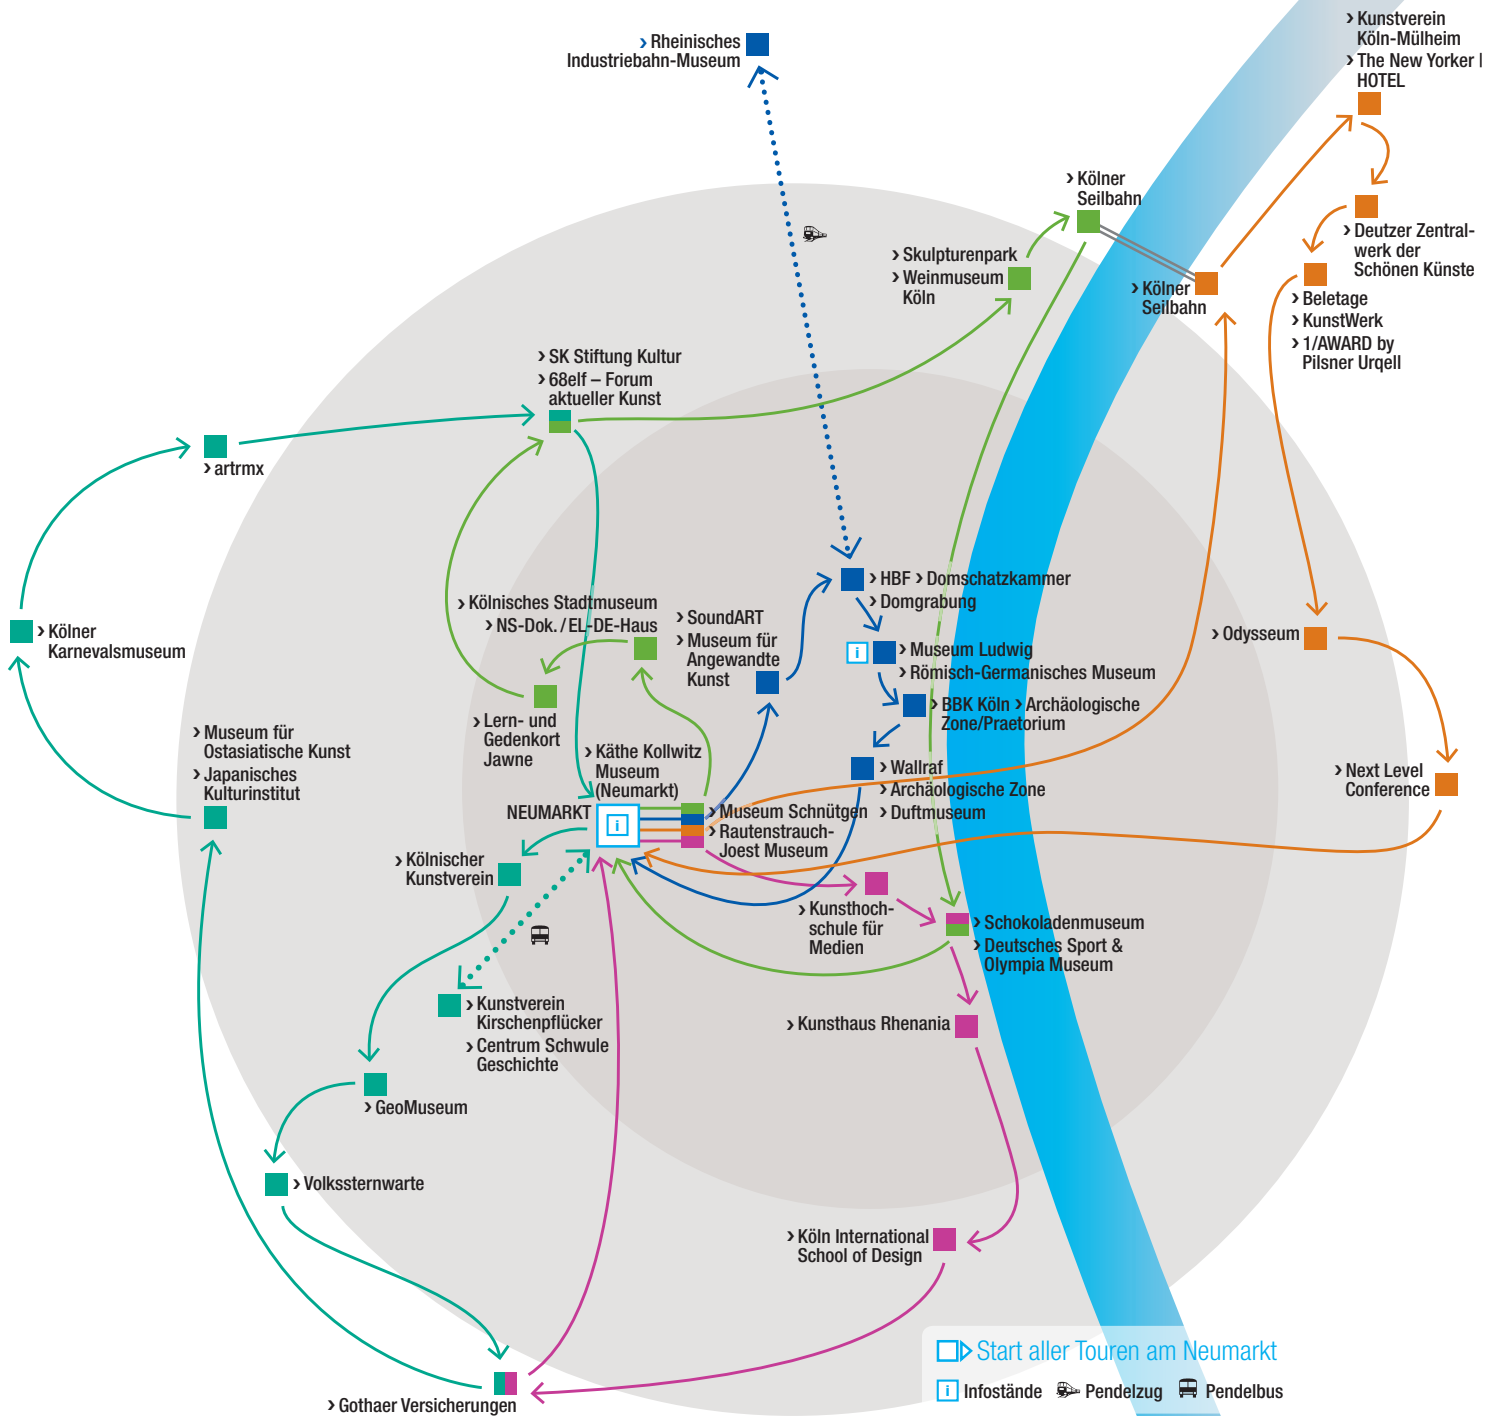 › Kunstverein
Köln-Mülheim
› The New Yorker |
HOTEL
› Rheinisches
Industriebahn-Museum
› Kölner
Seilbahn
› Deutzer Zentral-
werk der
Schönen Künste
› Skulpturenpark
› Weinmuseum
Köln
› Kölner
Seilbahn
› Beletage
› KunstWerk
› 1/AWARD by
Pilsner Urqell
› SK Stiftung Kultur
› 68elf – Forum
aktueller Kunst
› artrmx
› HBF › Domschatzkammer
› Domgrabung
› Kölnisches Stadtmuseum
› NS-Dok. / EL-DE-Haus
› SoundART
› Museum für
Angewandte
Kunst
› Kölner
Karnevalsmuseum
› Odysseum
i › Museum Ludwig
› Römisch-Germanisches Museum
› BBK Köln › Archäologische
Zone/Praetorium
› Lern- und
Gedenkort
Jawne
› Museum für
Ostasiatische Kunst
› Japanisches
Kulturinstitut
› Käthe Kollwitz
Museum
(Neumarkt)
› Wallraf
› Archäologische Zone
› Duftmuseum
› Next Level
Conference
NEUMARKT
i
› Museum Schnütgen
› Rautenstrauch-
Joest Museum
› Kölnischer
Kunstverein
› Kunsthoch-
schule für
Medien
› Schokoladenmuseum
› Deutsches Sport &
Olympia Museum
› Kunstverein
Kirschenpflücker
› Centrum Schwule
Geschichte
› Kunsthaus Rhenania
› GeoMuseum
› Volkssternwarte
› Köln International
School of Design
› Gothaer Versicherungen
Start aller Touren am Neumarkt
i Infostände Pendelzug Pendelbus